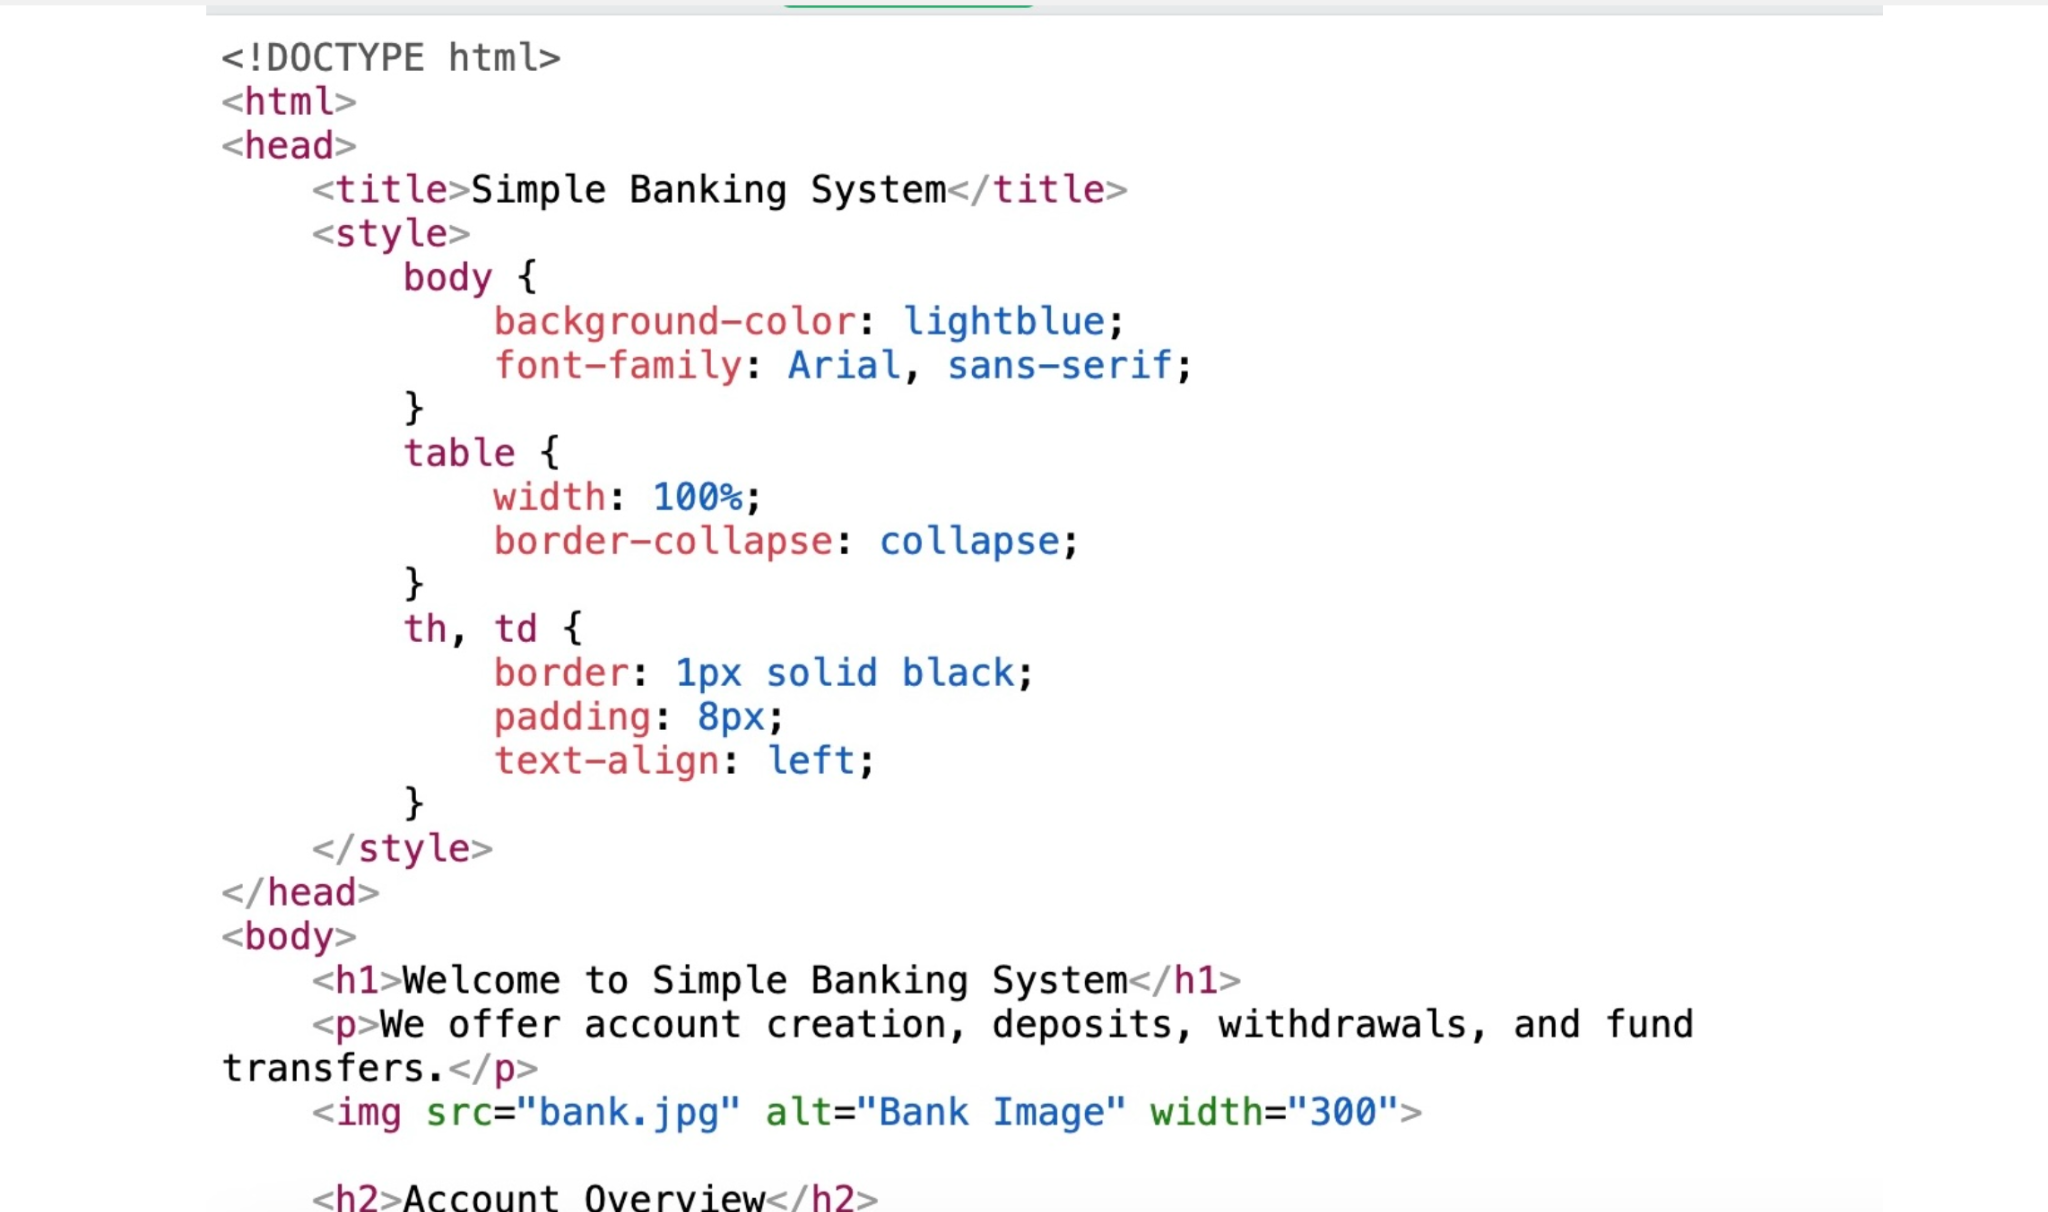 <!DOCTYPE html>
<html>
<head>
    <title>Simple Banking System</title>
    <style>
        body {
            background-color: lightblue;
            font-family: Arial, sans-serif;
        }
        table {
            width: 100%;
            border-collapse: collapse;
        }
        th, td {
            border: 1px solid black;
            padding: 8px;
            text-align: left;
        }
    </style>
</head>
<body>
    <h1>Welcome to Simple Banking System</h1>
    <p>We offer account creation, deposits, withdrawals, and fund
transfers.</p>
    <img src="bank.jpg" alt="Bank Image" width="300">

    <h2>Account Overview</h2>